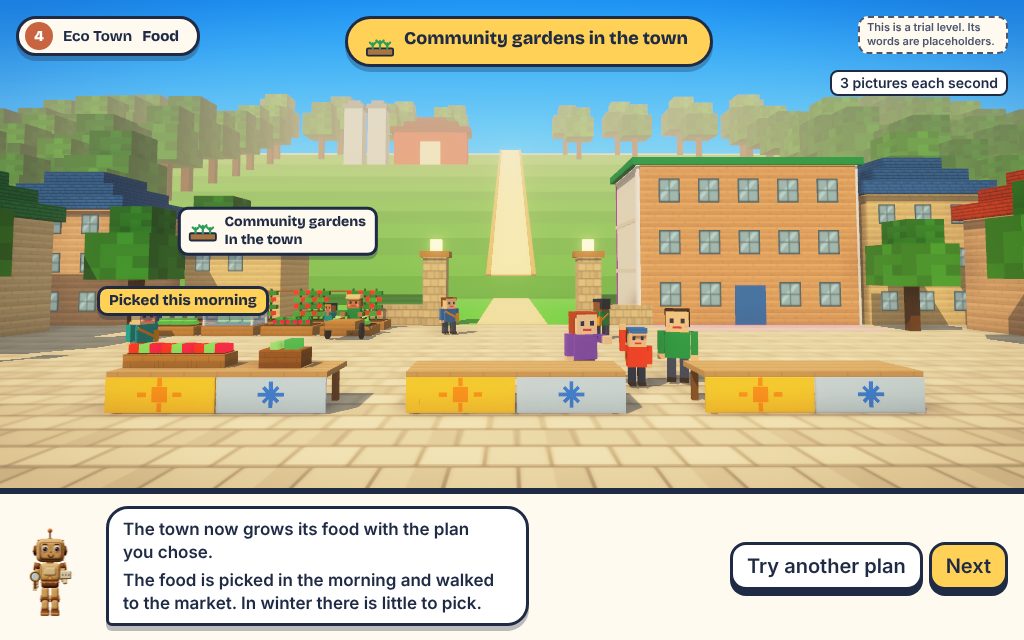 4 Eco Town Food
Community gardens in the town
This is a trial level. Its
words are placeholders.
3 pictures each second
Community gardens
In the town
Picked this morning
The town now grows its food with the plan
you chose.
The food is picked in the morning and walked
to the market. In winter there is little to pick.
Try another plan
Next